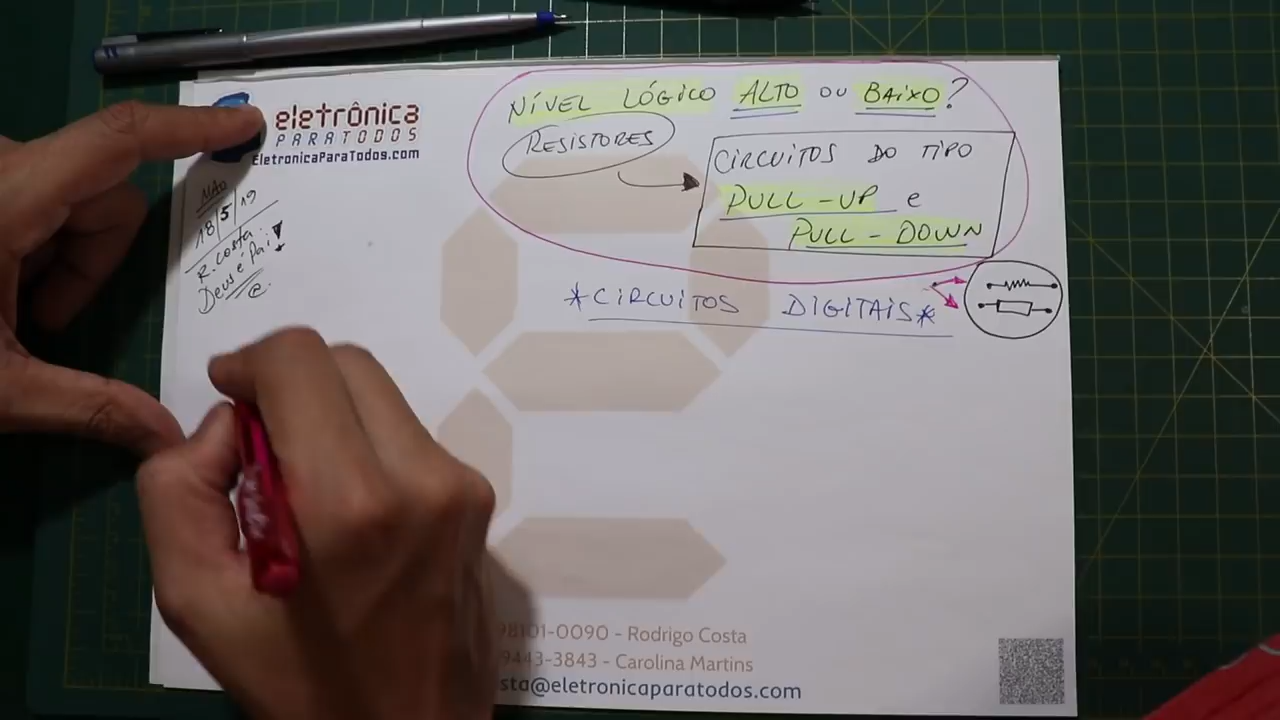 eletrônica
PARATODOS
EletronicaParaTodos.com
MAO
18/5/19
R. Costa
Deus é Pai!
@
NÍVEL LÓGICO ALTO OU BAIXO?
RESISTORES
CIRCUITOS DO TIPO
PULL-UP e
PULL-DOWN
*CIRCUITOS DIGITAIS*
98101-0090 - Rodrigo Costa
9443-3843 - Carolina Martins
sta@eletronicaparatodos.com